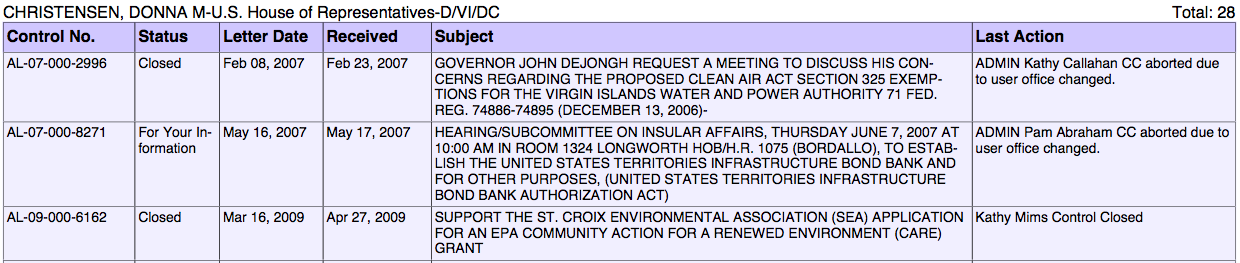 CHRISTENSEN, DONNA M-U.S. House of Representatives-D/VI/DC Total: 28
Control No. Status Letter Date Received Subject Last Action
AL-07-000-2996 Closed Feb 08, 2007 Feb 23, 2007 GOVERNOR JOHN DEJONGH REQUEST A MEETING TO DISCUSS HIS CON- ADMIN Kathy Callahan CC aborted due
CERNS REGARDING THE PROPOSED CLEAN AIR ACT SECTION 325 EXEMP- to user office changed.
TIONS FOR THE VIRGIN ISLANDS WATER AND POWER AUTHORITY 71 FED.
REG. 74886-74895 (DECEMBER 13, 2006)-
AL-07-000-8271 For Your In- May 16, 2007 May 17, 2007 HEARING/SUBCOMMITTEE ON INSULAR AFFAIRS, THURSDAY JUNE 7, 2007 AT ADMIN Pam Abraham CC aborted due to
formation 10:00 AM IN ROOM 1324 LONGWORTH HOB/H.R. 1075 (BORDALLO), TO ESTAB- user office changed.
LISH THE UNITED STATES TERRITORIES INFRASTRUCTURE BOND BANK AND
FOR OTHER PURPOSES, (UNITED STATES TERRITORIES INFRASTRUCTURE
BOND BANK AUTHORIZATION ACT)
AL-09-000-6162 Closed Mar 16, 2009 Apr 27, 2009 SUPPORT THE ST. CROIX ENVIRONMENTAL ASSOCIATION (SEA) APPLICATION Kathy Mims Control Closed
FOR AN EPA COMMUNITY ACTION FOR A RENEWED ENVIRONMENT (CARE)
GRANT